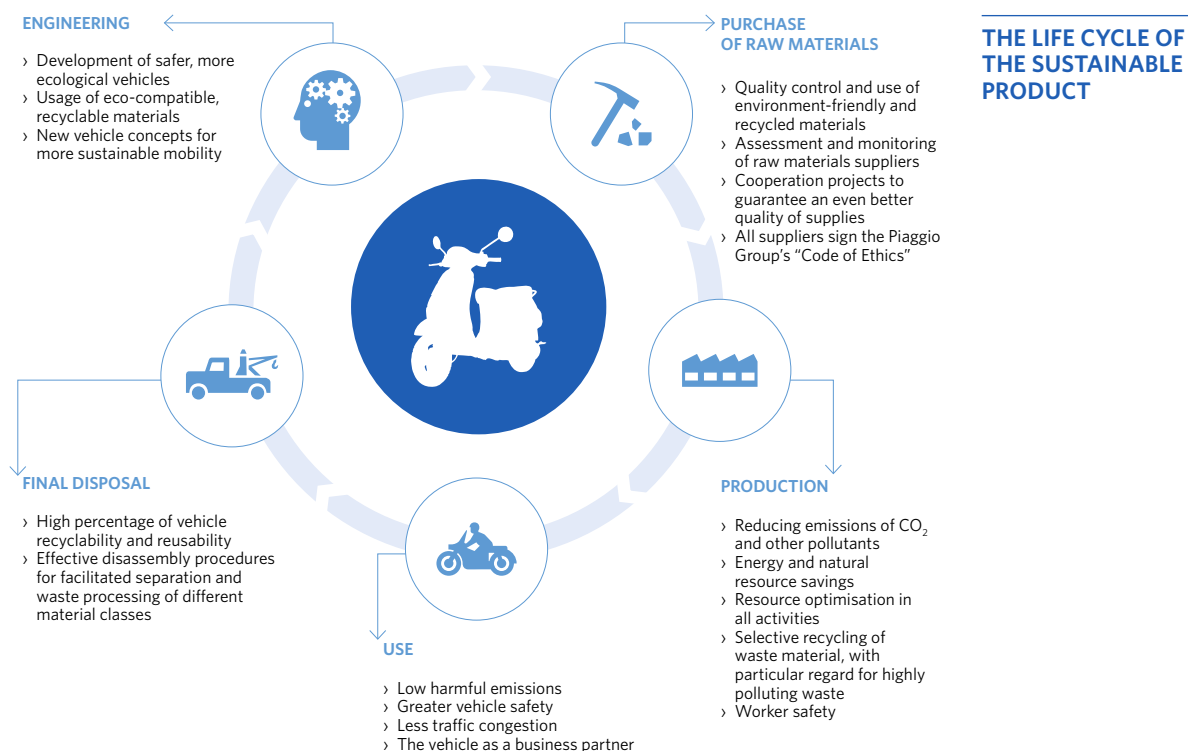 THE LIFE CYCLE OF
THE SUSTAINABLE
PRODUCT
ENGINEERING
› Development of safer, more
ecological vehicles
› Usage of eco-compatible,
recyclable materials
› New vehicle concepts for
more sustainable mobility
PURCHASE
OF RAW MATERIALS
› Quality control and use of
environment-friendly and
recycled materials
› Assessment and monitoring
of raw materials suppliers
› Cooperation projects to
guarantee an even better
quality of supplies
› All suppliers sign the Piaggio
Group’s “Code of Ethics”
PRODUCTION
› Reducing emissions of CO₂
and other pollutants
› Energy and natural
resource savings
› Resource optimisation in
all activities
› Selective recycling of
waste material, with
particular regard for highly
polluting waste
› Worker safety
USE
› Low harmful emissions
› Greater vehicle safety
› Less traffic congestion
› The vehicle as a business partner
FINAL DISPOSAL
› High percentage of vehicle
recyclability and reusability
› Effective disassembly procedures
for facilitated separation and
waste processing of different
material classes